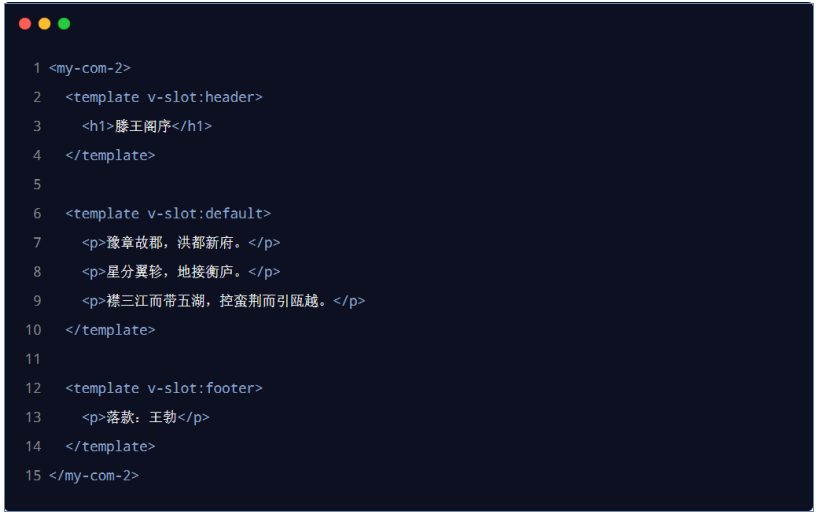 1 <my-com-2>
2   <template v-slot:header>
3     <h1>滕王阁序</h1>
4   </template>
5
6   <template v-slot:default>
7     <p>豫章故郡，洪都新府。</p>
8     <p>星分翼轸，地接衡庐。</p>
9     <p>襟三江而带五湖，控蛮荆而引瓯越。</p>
10   </template>
11
12   <template v-slot:footer>
13     <p>落款：王勃</p>
14   </template>
15 </my-com-2>